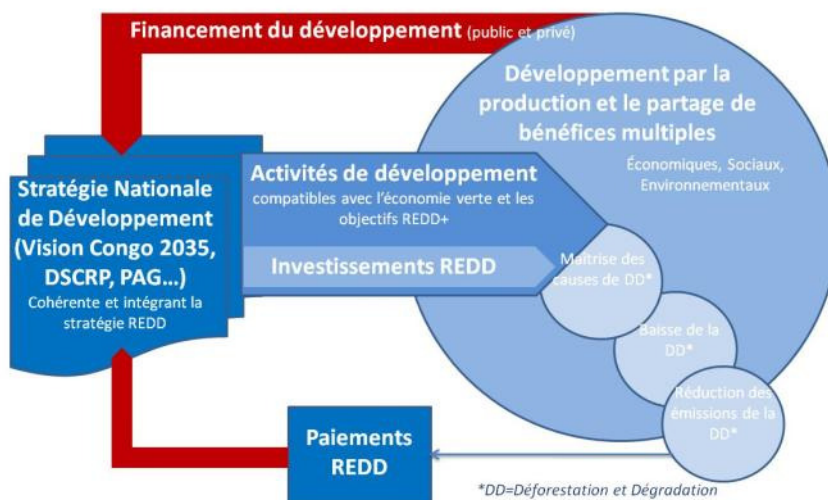 Financement du développement (public et privé)
Développement par la
production et le partage de
bénéfices multiples
Économiques, Sociaux,
Environnementaux
Stratégie Nationale
de Développement
(Vision Congo 2035,
DSCRP, PAG...)
Cohérente et intégrant la
stratégie REDD
Activités de développement
compatibles avec l'économie verte et les
objectifs REDD+
Investissements REDD
Maîtrise des
causes de DD*
Baisse de la
DD*
Réduction des
émissions de la
DD*
Paiements
REDD
*DD=Déforestation et Dégradation